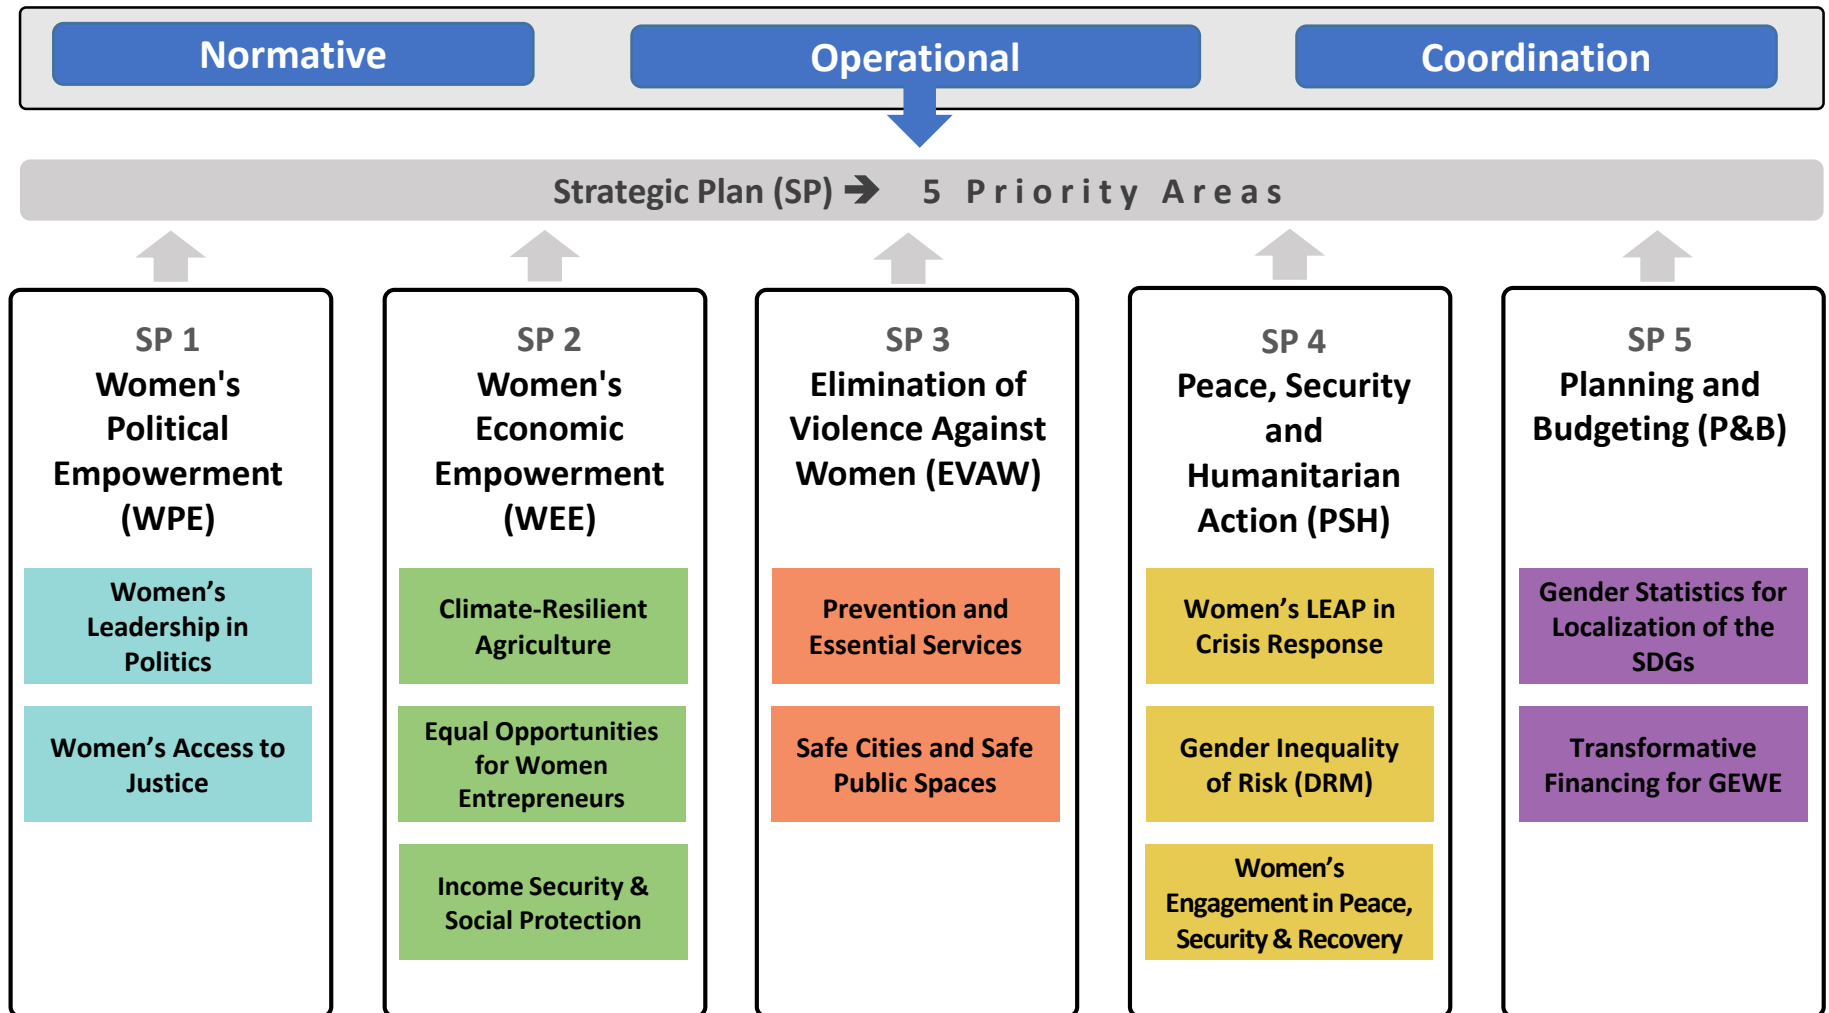 Normative
Operational
Coordination
Strategic Plan (SP) ➔ 5 Priority Areas
SP 1
Women's
Political
Empowerment
(WPE)
Women’s
Leadership in
Politics
Women’s Access to
Justice
SP 2
Women's
Economic
Empowerment
(WEE)
Climate-Resilient
Agriculture
Equal Opportunities
for Women
Entrepreneurs
Income Security &
Social Protection
SP 3
Elimination of
Violence Against
Women (EVAW)
Prevention and
Essential Services
Safe Cities and Safe
Public Spaces
SP 4
Peace, Security
and
Humanitarian
Action (PSH)
Women’s LEAP in
Crisis Response
Gender Inequality
of Risk (DRM)
Women’s
Engagement in Peace,
Security & Recovery
SP 5
Planning and
Budgeting (P&B)
Gender Statistics for
Localization of the
SDGs
Transformative
Financing for GEWE